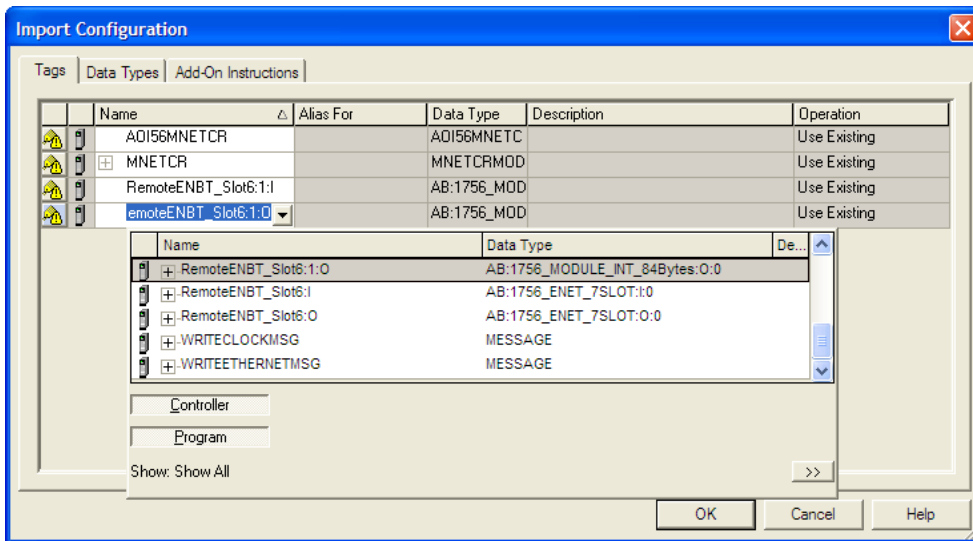 Import Configuration
Tags Data Types Add-On Instructions
Name Alias For Data Type Description Operation
AOI56MNETCR AOI56MNETC Use Existing
MNETCR MNETCRMOD Use Existing
RemoteENBT_Slot6:1:I AB:1756_MOD Use Existing
emoteENBT_Slot6:1:O AB:1756_MOD Use Existing
Name Data Type De...
RemoteENBT_Slot6:1:O AB:1756_MODULE_INT_84Bytes:O:0
RemoteENBT_Slot6:I AB:1756_ENET_7SLOT:I:0
RemoteENBT_Slot6:O AB:1756_ENET_7SLOT:O:0
WRITECLOCKMSG MESSAGE
WRITEETHERNETMSG MESSAGE
Controller
Program
Show: Show All >>
OK Cancel Help